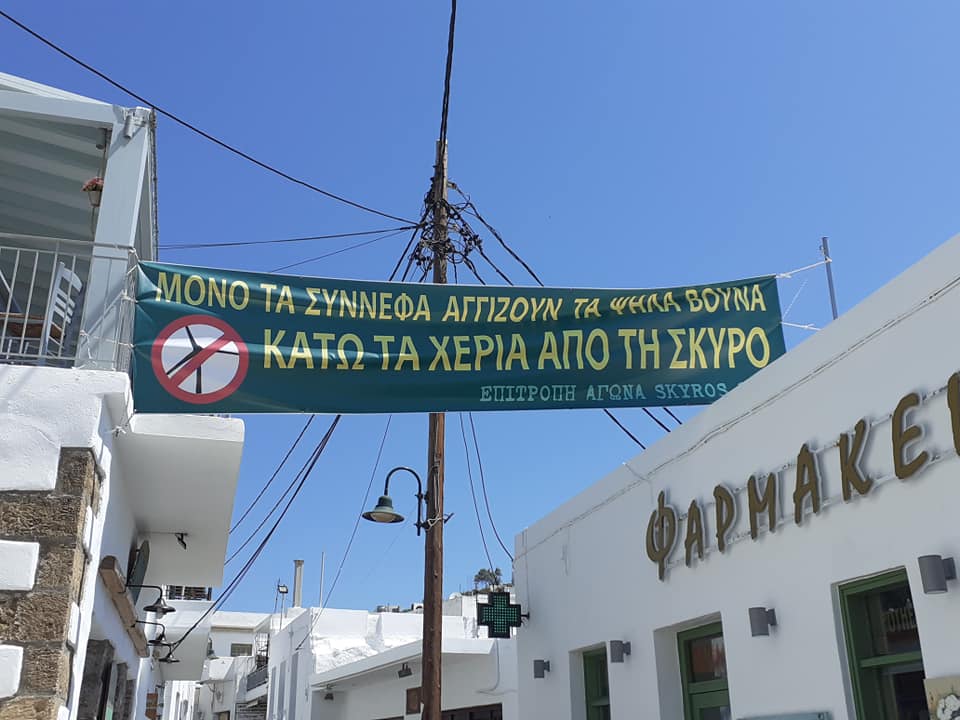 ΜΟΝΟ ΤΑ ΣΥΝΝΕΦΑ ΑΓΓΙΖΟΥΝ ΤΑ ΨΗΛΑ ΒΟΥΝΑ
ΚΑΤΩ ΤΑ ΧΕΡΙΑ ΑΠΟ ΤΗ ΣΚΥΡΟ
ΕΠΙΤΡΟΠΗ ΑΓΩΝΑ SKYROS
ΦΑΡΜΑΚΕ